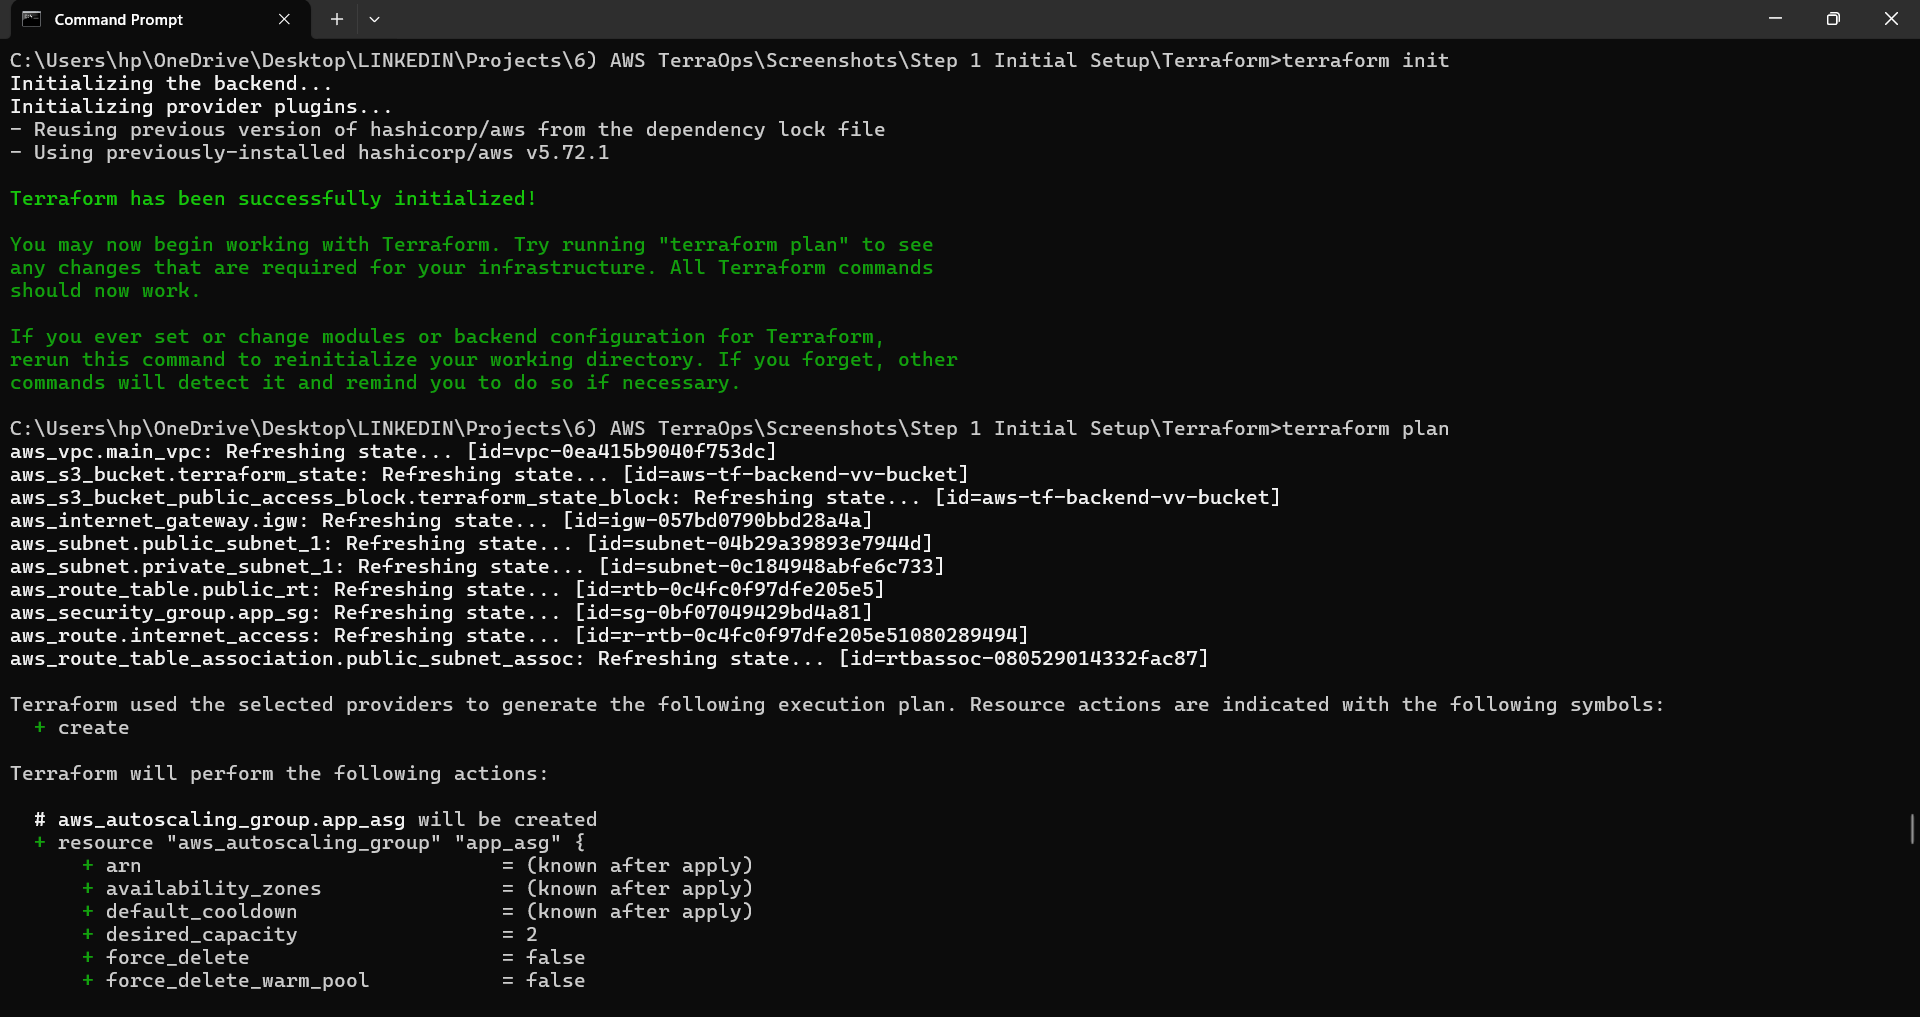 Command Prompt
C:\Users\hp\OneDrive\Desktop\LINKEDIN\Projects\6) AWS TerraOps\Screenshots\Step 1 Initial Setup\Terraform>terraform init
Initializing the backend...
Initializing provider plugins...
- Reusing previous version of hashicorp/aws from the dependency lock file
- Using previously-installed hashicorp/aws v5.72.1
Terraform has been successfully initialized!
You may now begin working with Terraform. Try running "terraform plan" to see
any changes that are required for your infrastructure. All Terraform commands
should now work.
If you ever set or change modules or backend configuration for Terraform,
rerun this command to reinitialize your working directory. If you forget, other
commands will detect it and remind you to do so if necessary.
C:\Users\hp\OneDrive\Desktop\LINKEDIN\Projects\6) AWS TerraOps\Screenshots\Step 1 Initial Setup\Terraform>terraform plan
aws_vpc.main_vpc: Refreshing state... [id=vpc-0ea415b9040f753dc]
aws_s3_bucket.terraform_state: Refreshing state... [id=aws-tf-backend-vv-bucket]
aws_s3_bucket_public_access_block.terraform_state_block: Refreshing state... [id=aws-tf-backend-vv-bucket]
aws_internet_gateway.igw: Refreshing state... [id=igw-057bd0790bbd28a4a]
aws_subnet.public_subnet_1: Refreshing state... [id=subnet-04b29a39893e7944d]
aws_subnet.private_subnet_1: Refreshing state... [id=subnet-0c184948abfe6c733]
aws_route_table.public_rt: Refreshing state... [id=rtb-0c4fc0f97dfe205e5]
aws_security_group.app_sg: Refreshing state... [id=sg-0bf07049429bd4a81]
aws_route.internet_access: Refreshing state... [id=r-rtb-0c4fc0f97dfe205e51080289494]
aws_route_table_association.public_subnet_assoc: Refreshing state... [id=rtbassoc-080529014332fac87]
Terraform used the selected providers to generate the following execution plan. Resource actions are indicated with the following symbols:
+ create
Terraform will perform the following actions:
# aws_autoscaling_group.app_asg will be created
+ resource "aws_autoscaling_group" "app_asg" {
+ arn = (known after apply)
+ availability_zones = (known after apply)
+ default_cooldown = (known after apply)
+ desired_capacity = 2
+ force_delete = false
+ force_delete_warm_pool = false